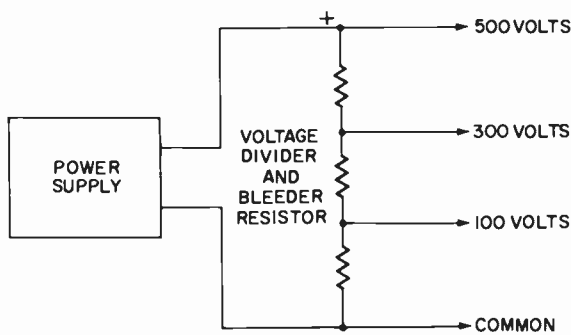 +
500 VOLTS
300 VOLTS
POWER
SUPPLY
VOLTAGE
DIVIDER
AND
BLEEDER
RESISTOR
100 VOLTS
COMMON